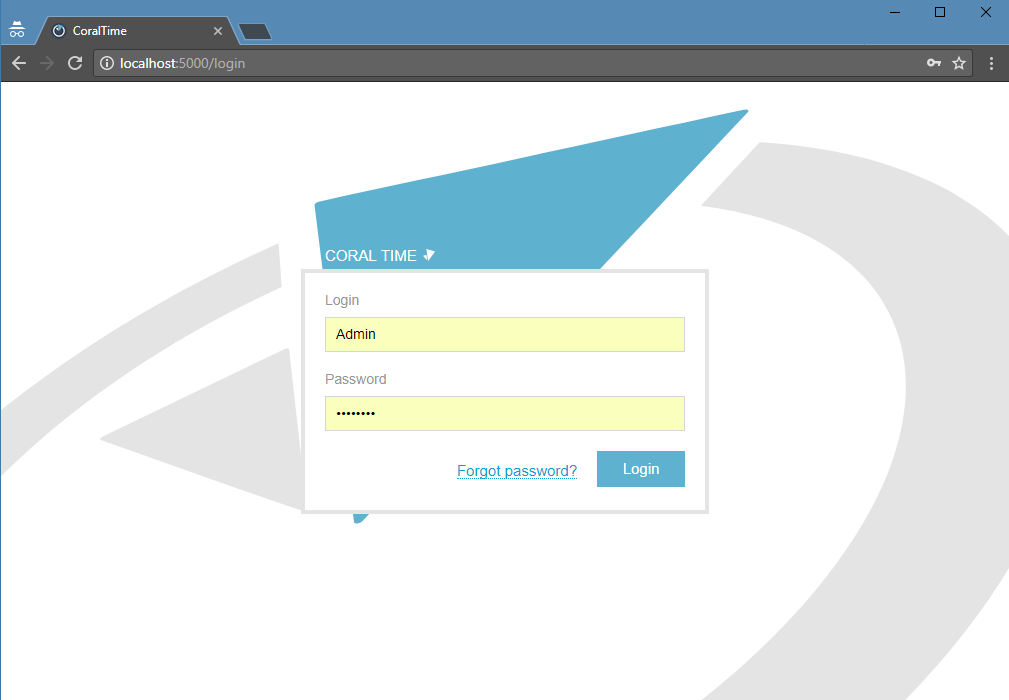 CoralTime
localhost:5000/login
CORAL TIME
Login
Admin
Password
••••••••
Forgot password? Login